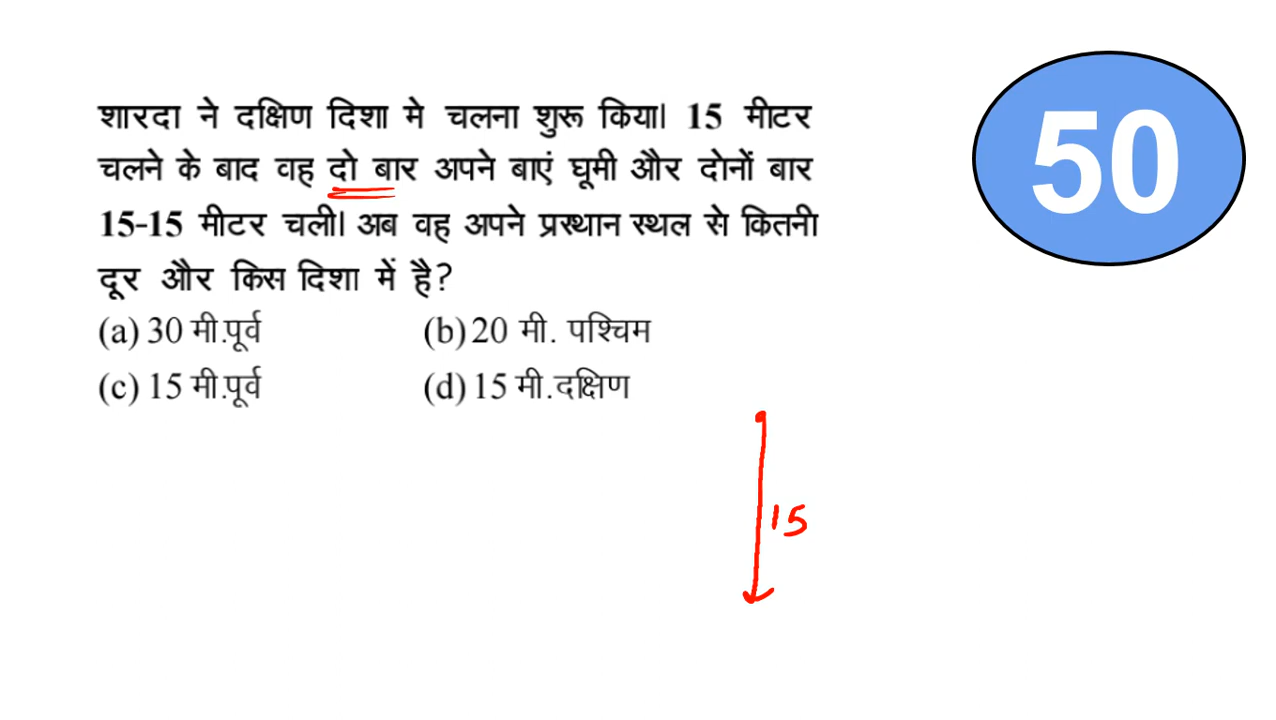 शारदा ने दक्षिण दिशा मे चलना शुरू किया। 15 मीटर
चलने के बाद वह दो बार अपने बाएं घूमी और दोनों बार
15-15 मीटर चली। अब वह अपने प्रस्थान स्थल से कितनी
दूर और किस दिशा में है?
(a) 30 मी.पूर्व (b) 20 मी. पश्चिम
(c) 15 मी.पूर्व (d) 15 मी.दक्षिण
50
15